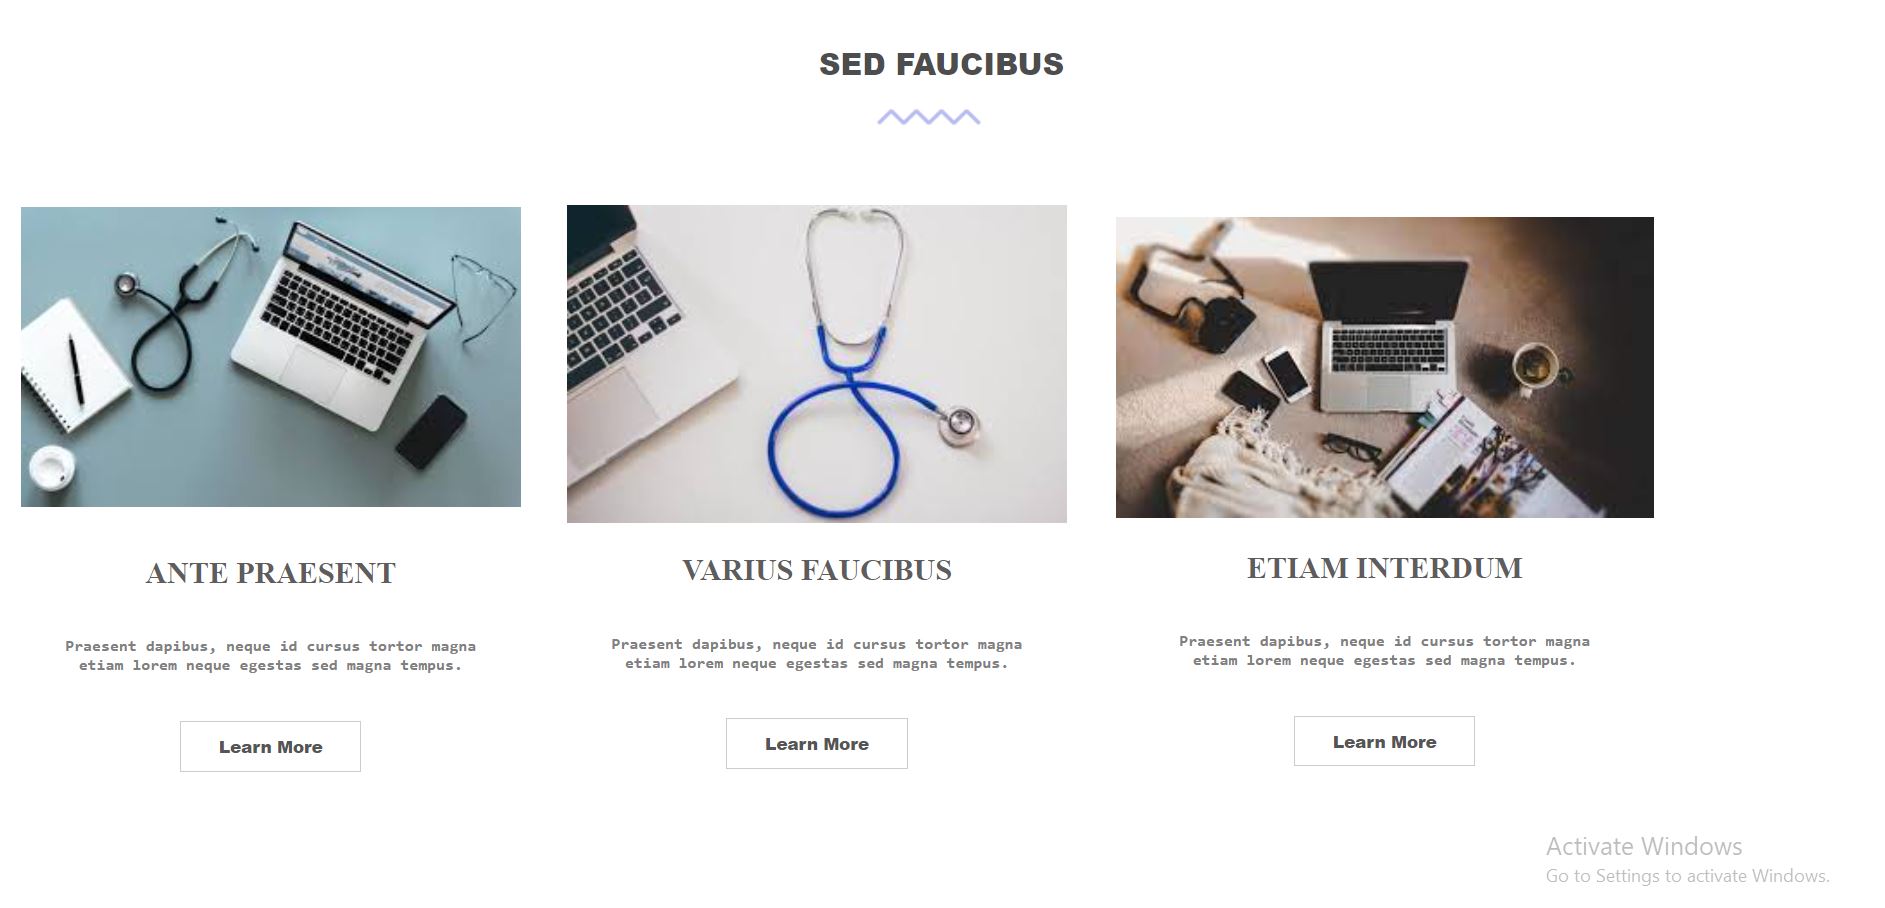 SED FAUCIBUS
ANTE PRAESENT
Praesent dapibus, neque id cursus tortor magna
etiam lorem neque egestas sed magna tempus.
Learn More
VARIUS FAUCIBUS
Praesent dapibus, neque id cursus tortor magna
etiam lorem neque egestas sed magna tempus.
Learn More
ETIAM INTERDUM
Praesent dapibus, neque id cursus tortor magna
etiam lorem neque egestas sed magna tempus.
Learn More
Activate Windows
Go to Settings to activate Windows.